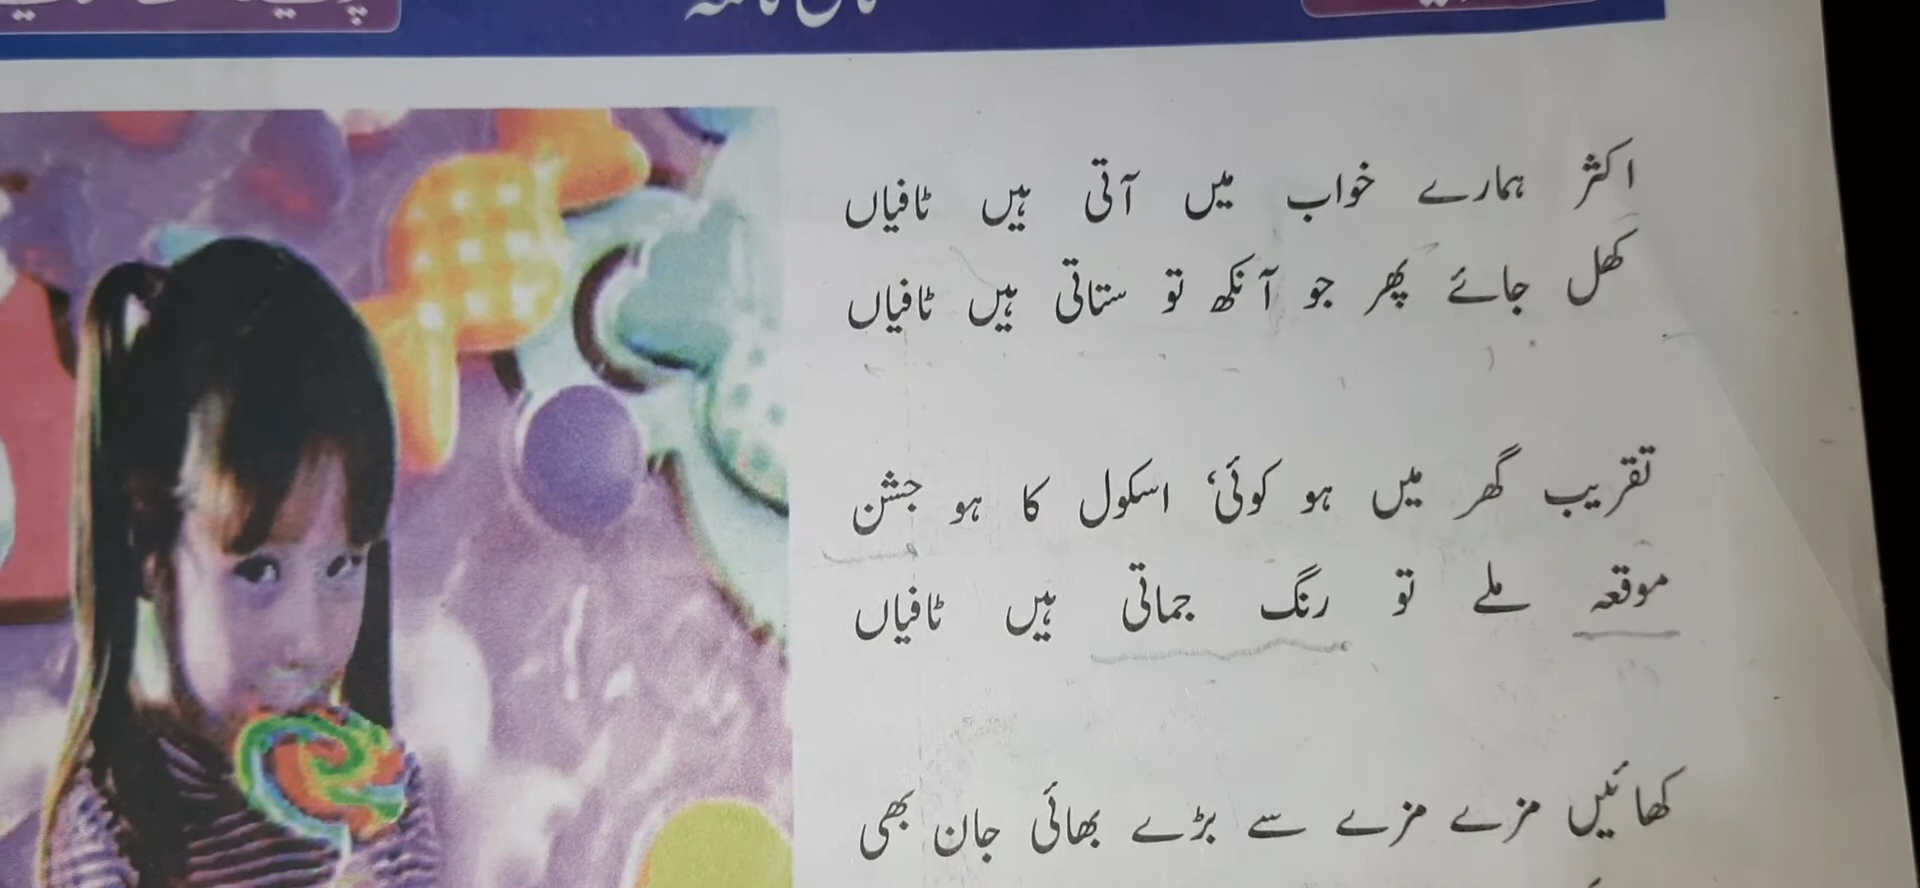 اکثر ہمارے خواب میں آتی ہیں ٹافیاں
کھل جائے پھر جو آنکھ تو ستاتی ہیں ٹافیاں
تقریب گھر میں ہو کوئی، اسکول کا ہو جشن
موقعہ ملے تو رنگ جماتی ہیں ٹافیاں
کھائیں مزے مزے سے بڑے بھائی جان بھی